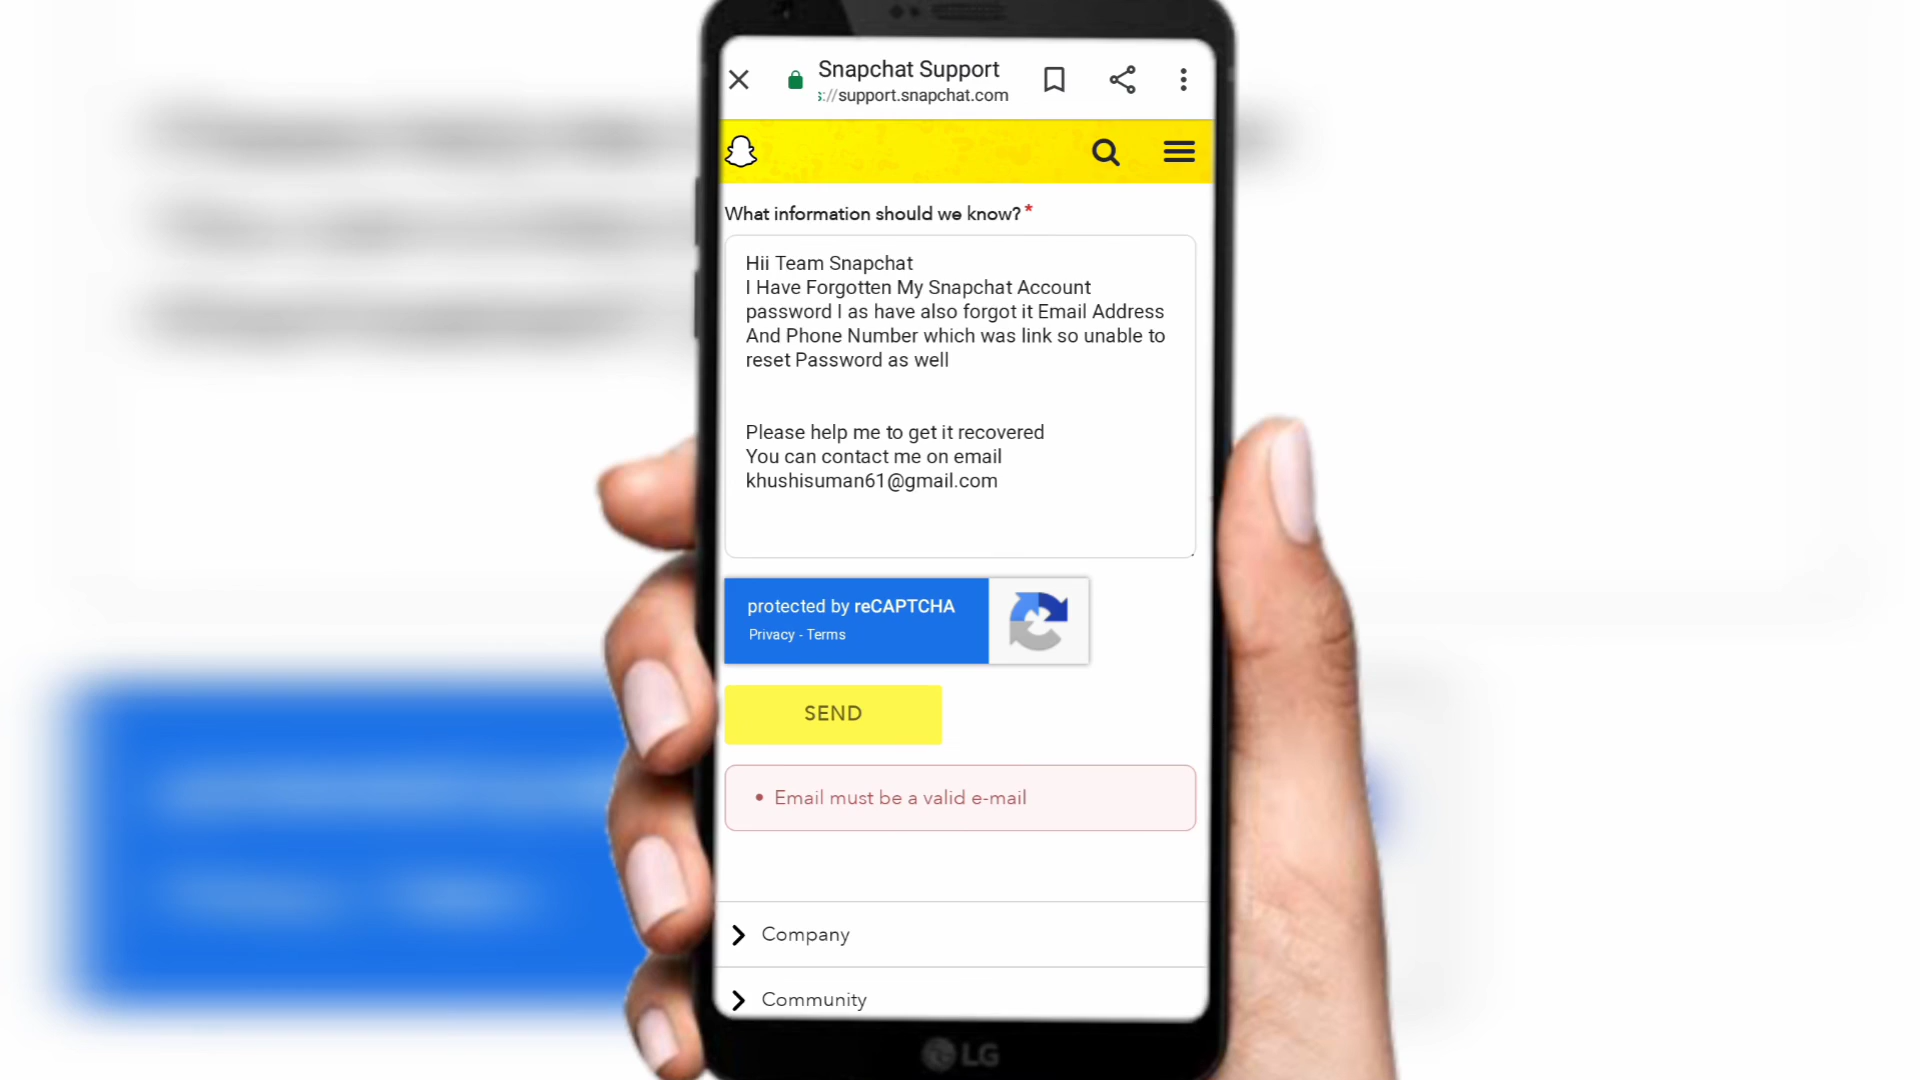 Snapchat Support
s://support.snapchat.com
What information should we know? *
Hii Team Snapchat
I Have Forgotten My Snapchat Account
password I as have also forgot it Email Address
And Phone Number which was link so unable to
reset Password as well
Please help me to get it recovered
You can contact me on email
khushisuman61@gmail.com
protected by reCAPTCHA
Privacy - Terms
SEND
• Email must be a valid e-mail
Company
Community
LG